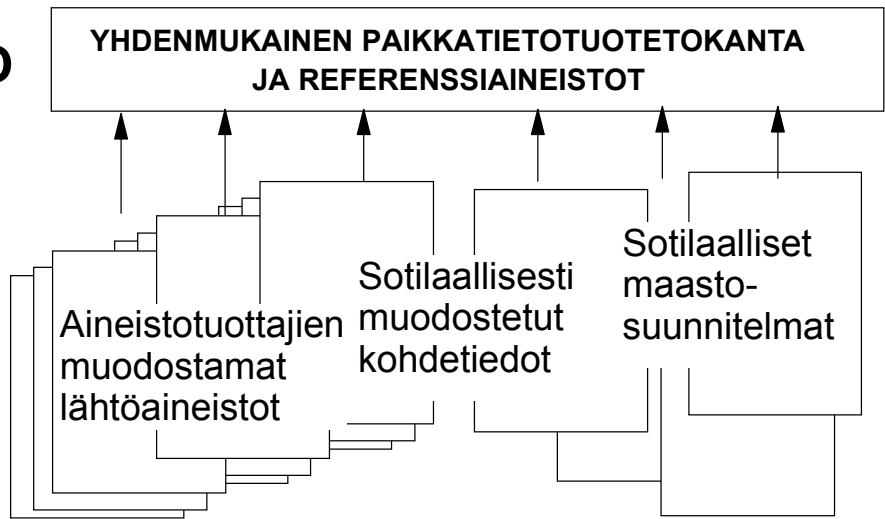 YHDENMUKAINEN PAIKKATIETOTUOTETOKANTA
JA REFERENSSIAINEISTOT
Aineistotuottajien
muodostamat
lähtöaineistot
Sotilaallisesti
muodostetut
kohdetiedot
Sotilaalliset
maasto-
suunnitelmat